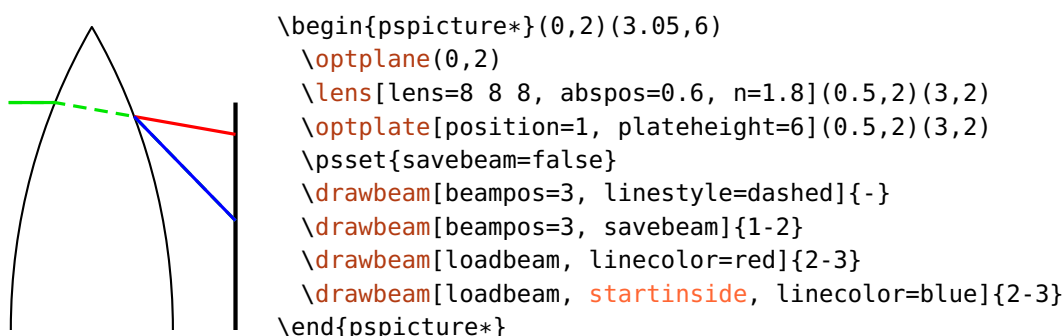 \begin{pspicture*}(0,2)(3.05,6)
\optplane(0,2)
\lens[lens=8 8 8, abspos=0.6, n=1.8](0.5,2)(3,2)
\optplate[position=1, plateheight=6](0.5,2)(3,2)
\psset{savebeam=false}
\drawbeam[beampos=3, linestyle=dashed]{-}
\drawbeam[beampos=3, savebeam]{1-2}
\drawbeam[loadbeam, linecolor=red]{2-3}
\drawbeam[loadbeam, startinside, linecolor=blue]{2-3}
\end{pspicture*}